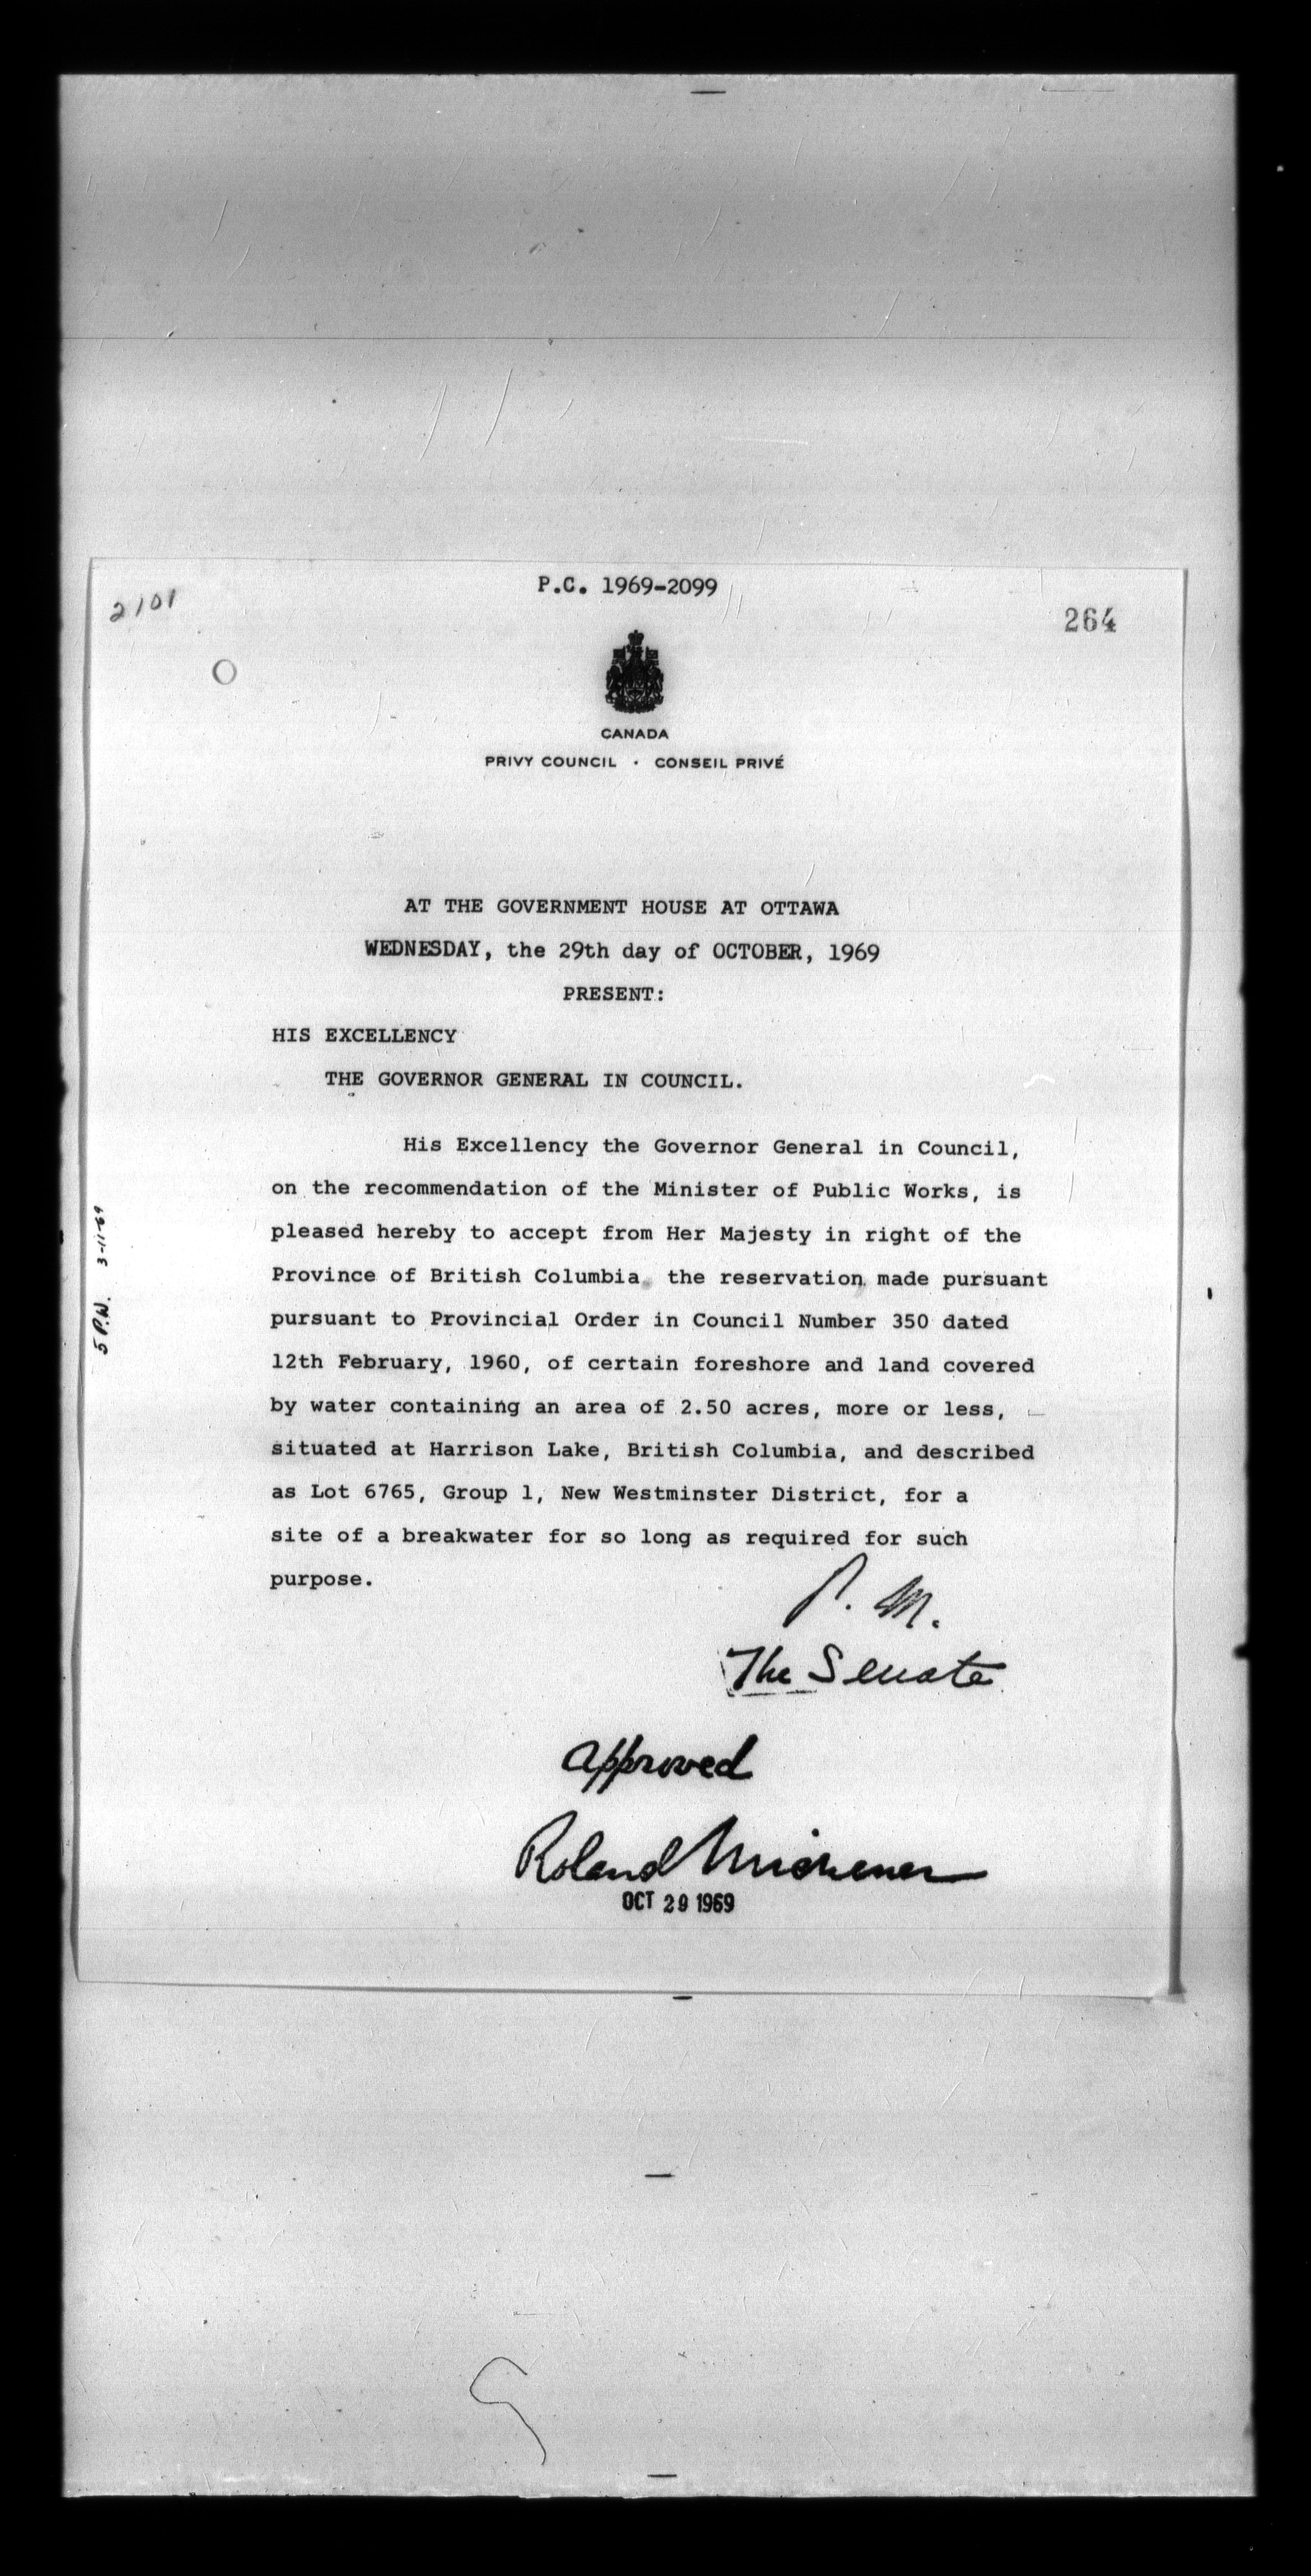 P.C. 1969-2099
2101
264
CANADA
PRIVY COUNCIL · CONSEIL PRIVÉ
AT THE GOVERNMENT HOUSE AT OTTAWA
WEDNESDAY, the 29th day of OCTOBER, 1969
PRESENT:
HIS EXCELLENCY
THE GOVERNOR GENERAL IN COUNCIL.
His Excellency the Governor General in Council,
on the recommendation of the Minister of Public Works, is
pleased hereby to accept from Her Majesty in right of the
Province of British Columbia the reservation made pursuant
pursuant to Provincial Order in Council Number 350 dated
12th February, 1960, of certain foreshore and land covered
by water containing an area of 2.50 acres, more or less,
situated at Harrison Lake, British Columbia, and described
as Lot 6765, Group 1, New Westminster District, for a
site of a breakwater for so long as required for such
purpose.
5 P.W. 3-11-69
P. M.
The Senate
Approved
Roland Michener
OCT 29 1969